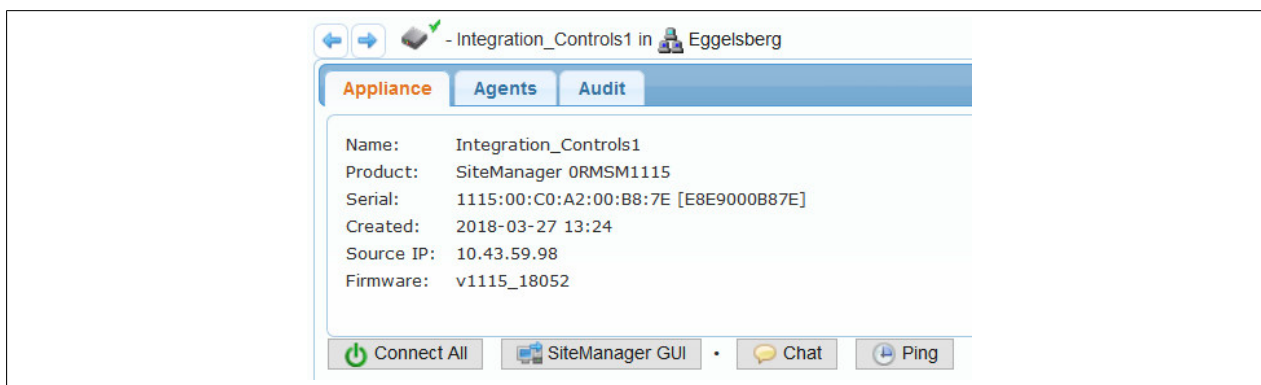 - Integration_Controls1 in Eggelsberg
Appliance Agents Audit
Name: Integration_Controls1
Product: SiteManager 0RMSM1115
Serial: 1115:00:C0:A2:00:B8:7E [E8E9000B87E]
Created: 2018-03-27 13:24
Source IP: 10.43.59.98
Firmware: v1115_18052
Connect All SiteManager GUI • Chat Ping